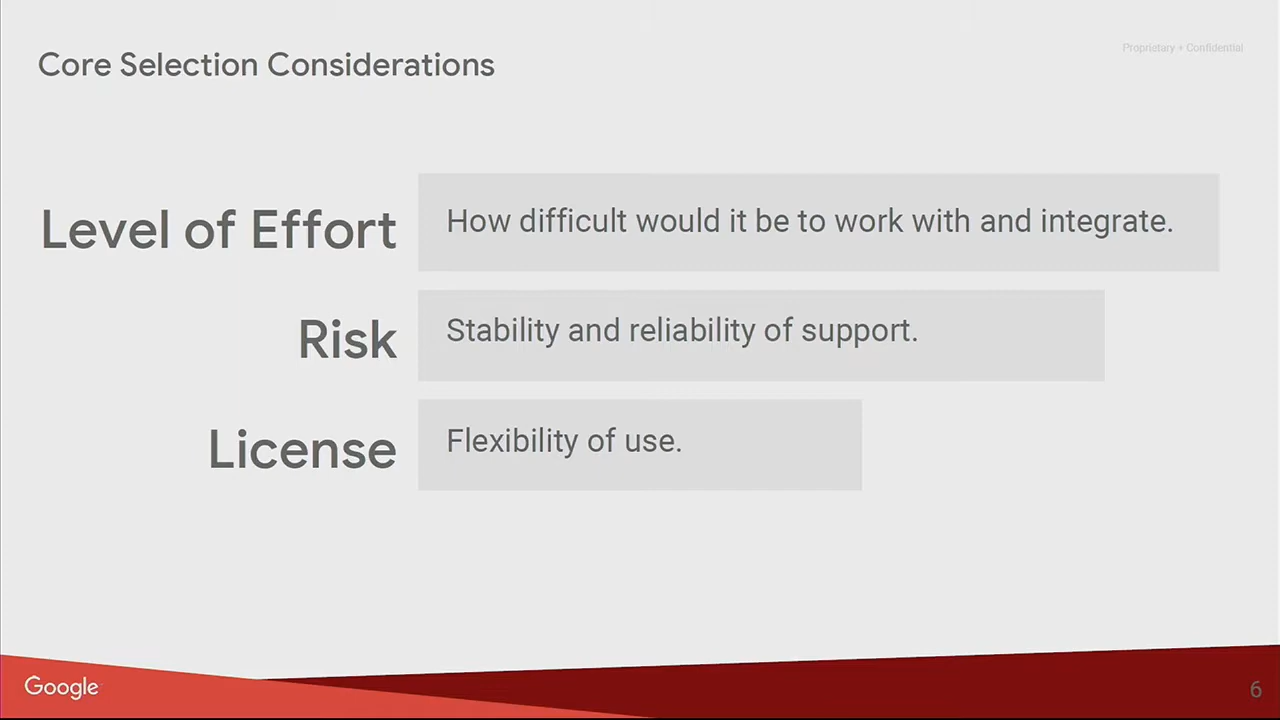 Proprietary + Confidential
Core Selection Considerations
Level of Effort
How difficult would it be to work with and integrate.
Risk
Stability and reliability of support.
License
Flexibility of use.
Google
6